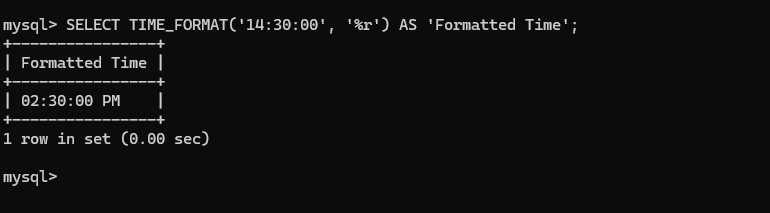 mysql> SELECT TIME_FORMAT('14:30:00', '%r') AS 'Formatted Time';
+----------------+
| Formatted Time |
+----------------+
| 02:30:00 PM    |
+----------------+
1 row in set (0.00 sec)
mysql>